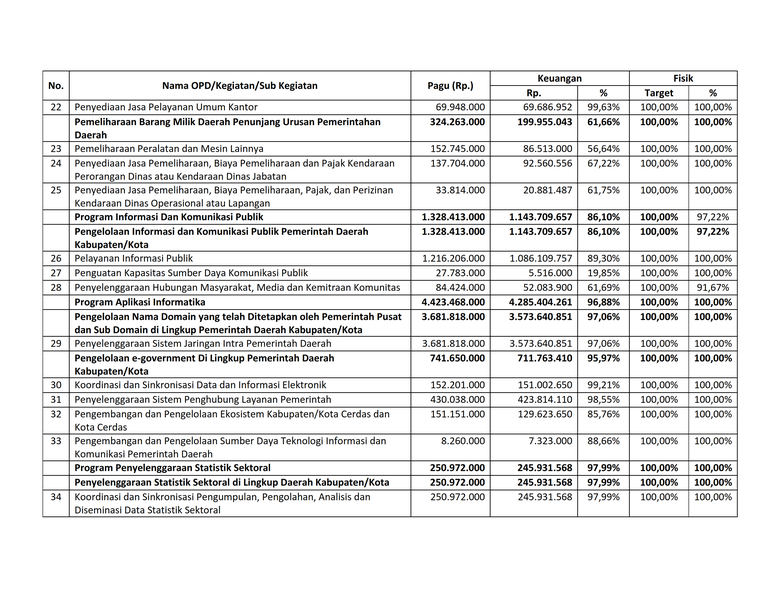 No. Nama OPD/Kegiatan/Sub Kegiatan Pagu (Rp.) Keuangan Fisik
Rp. % Target %
22 Penyediaan Jasa Pelayanan Umum Kantor 69.948.000 69.686.952 99,63% 100,00% 100,00%
Pemeliharaan Barang Milik Daerah Penunjang Urusan Pemerintahan 324.263.000 199.955.043 61,66% 100,00% 100,00%
Daerah
23 Pemeliharaan Peralatan dan Mesin Lainnya 152.745.000 86.513.000 56,64% 100,00% 100,00%
24 Penyediaan Jasa Pemeliharaan, Biaya Pemeliharaan dan Pajak Kendaraan 137.704.000 92.560.556 67,22% 100,00% 100,00%
Perorangan Dinas atau Kendaraan Dinas Jabatan
25 Penyediaan Jasa Pemeliharaan, Biaya Pemeliharaan, Pajak, dan Perizinan 33.814.000 20.881.487 61,75% 100,00% 100,00%
Kendaraan Dinas Operasional atau Lapangan
Program Informasi Dan Komunikasi Publik 1.328.413.000 1.143.709.657 86,10% 100,00% 97,22%
Pengelolaan Informasi dan Komunikasi Publik Pemerintah Daerah 1.328.413.000 1.143.709.657 86,10% 100,00% 97,22%
Kabupaten/Kota
26 Pelayanan Informasi Publik 1.216.206.000 1.086.109.757 89,30% 100,00% 100,00%
27 Penguatan Kapasitas Sumber Daya Komunikasi Publik 27.783.000 5.516.000 19,85% 100,00% 100,00%
28 Penyelenggaraan Hubungan Masyarakat, Media dan Kemitraan Komunitas 84.424.000 52.083.900 61,69% 100,00% 91,67%
Program Aplikasi Informatika 4.423.468.000 4.285.404.261 96,88% 100,00% 100,00%
Pengelolaan Nama Domain yang telah Ditetapkan oleh Pemerintah Pusat 3.681.818.000 3.573.640.851 97,06% 100,00% 100,00%
dan Sub Domain di Lingkup Pemerintah Daerah Kabupaten/Kota
29 Penyelenggaraan Sistem Jaringan Intra Pemerintah Daerah 3.681.818.000 3.573.640.851 97,06% 100,00% 100,00%
Pengelolaan e-government Di Lingkup Pemerintah Daerah 741.650.000 711.763.410 95,97% 100,00% 100,00%
Kabupaten/Kota
30 Koordinasi dan Sinkronisasi Data dan Informasi Elektronik 152.201.000 151.002.650 99,21% 100,00% 100,00%
31 Penyelenggaraan Sistem Penghubung Layanan Pemerintah 430.038.000 423.814.110 98,55% 100,00% 100,00%
32 Pengembangan dan Pengelolaan Ekosistem Kabupaten/Kota Cerdas dan 151.151.000 129.623.650 85,76% 100,00% 100,00%
Kota Cerdas
33 Pengembangan dan Pengelolaan Sumber Daya Teknologi Informasi dan 8.260.000 7.323.000 88,66% 100,00% 100,00%
Komunikasi Pemerintah Daerah
Program Penyelenggaraan Statistik Sektoral 250.972.000 245.931.568 97,99% 100,00% 100,00%
Penyelenggaraan Statistik Sektoral di Lingkup Daerah Kabupaten/Kota 250.972.000 245.931.568 97,99% 100,00% 100,00%
34 Koordinasi dan Sinkronisasi Pengumpulan, Pengolahan, Analisis dan 250.972.000 245.931.568 97,99% 100,00% 100,00%
Diseminasi Data Statistik Sektoral